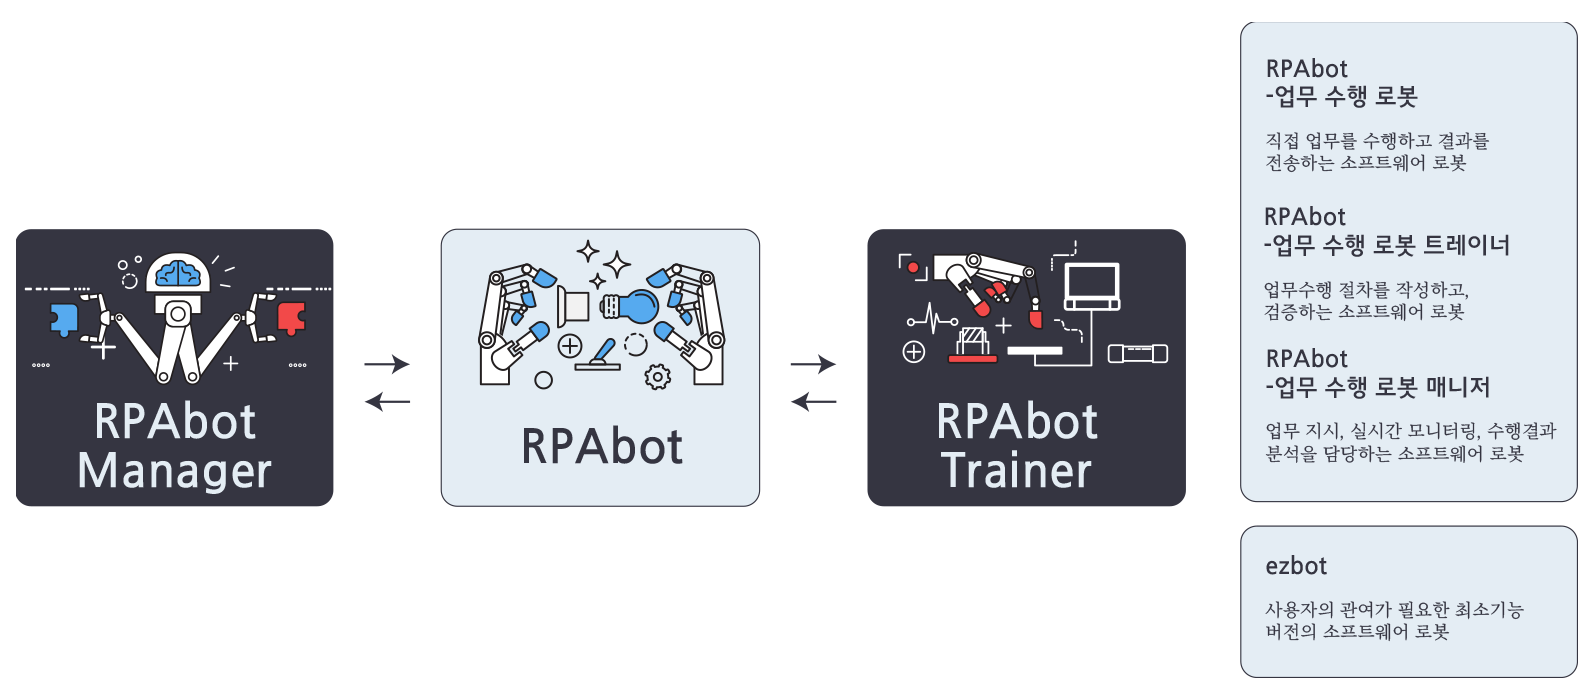 RPAbot
Manager
RPAbot
RPAbot
Trainer
RPAbot
-업무 수행 로봇
직접 업무를 수행하고 결과를
전송하는 소프트웨어 로봇
RPAbot
-업무 수행 로봇 트레이너
업무수행 절차를 작성하고,
검증하는 소프트웨어 로봇
RPAbot
-업무 수행 로봇 매니저
업무 지시, 실시간 모니터링, 수행결과
분석을 담당하는 소프트웨어 로봇
ezbot
사용자의 관여가 필요한 최소기능
버전의 소프트웨어 로봇